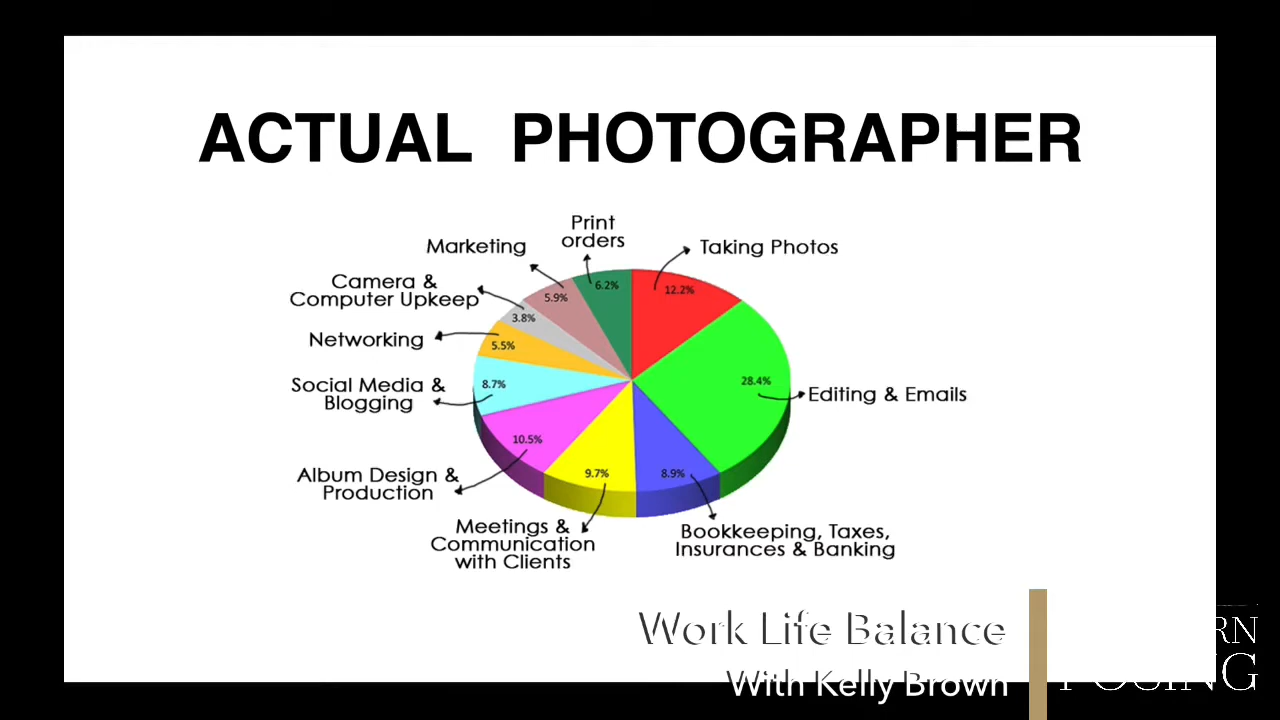 ACTUAL PHOTOGRAPHER
Print
orders
Marketing
Taking Photos
Camera &
Computer Upkeep
6.2%
12.2%
5.9%
3.8%
Networking
5.5%
Social Media &
Blogging
8.7%
28.4%
Editing & Emails
10.5%
9.7%
8.9%
Album Design &
Production
Meetings &
Communication
with Clients
Bookkeeping, Taxes,
Insurances & Banking
Work Life Balance
With Kelly Brown